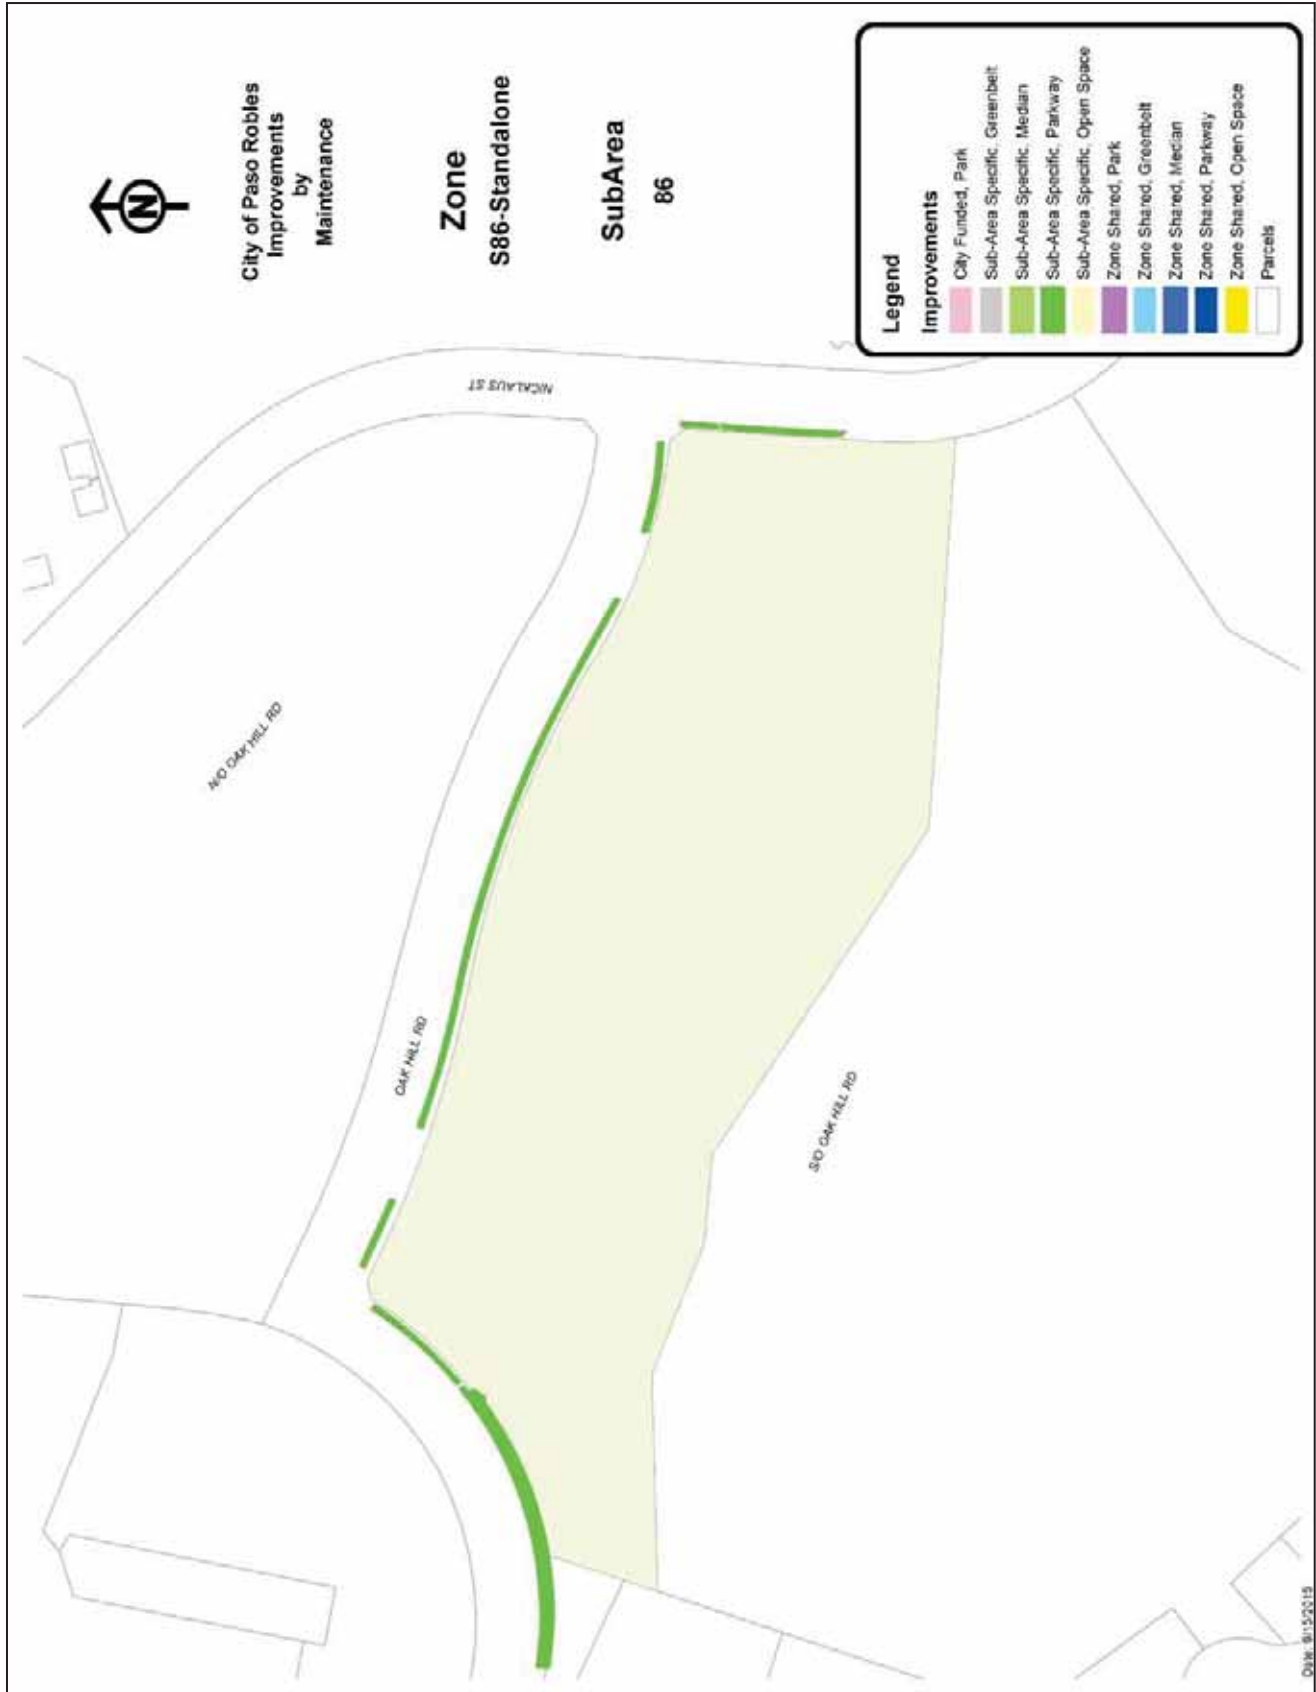 N
City of Paso Robles
Improvements
by
Maintenance
Zone
S86-Standalone
SubArea
86
NICKLAUS ST
N/O OAK HILL RD
OAK HILL RD
S/O OAK HILL RD
Legend
Improvements
City Funded, Park
Sub-Area Specific, Greenbelt
Sub-Area Specific, Median
Sub-Area Specific, Parkway
Sub-Area Specific, Open Space
Zone Shared, Park
Zone Shared, Greenbelt
Zone Shared, Median
Zone Shared, Parkway
Zone Shared, Open Space
Parcels